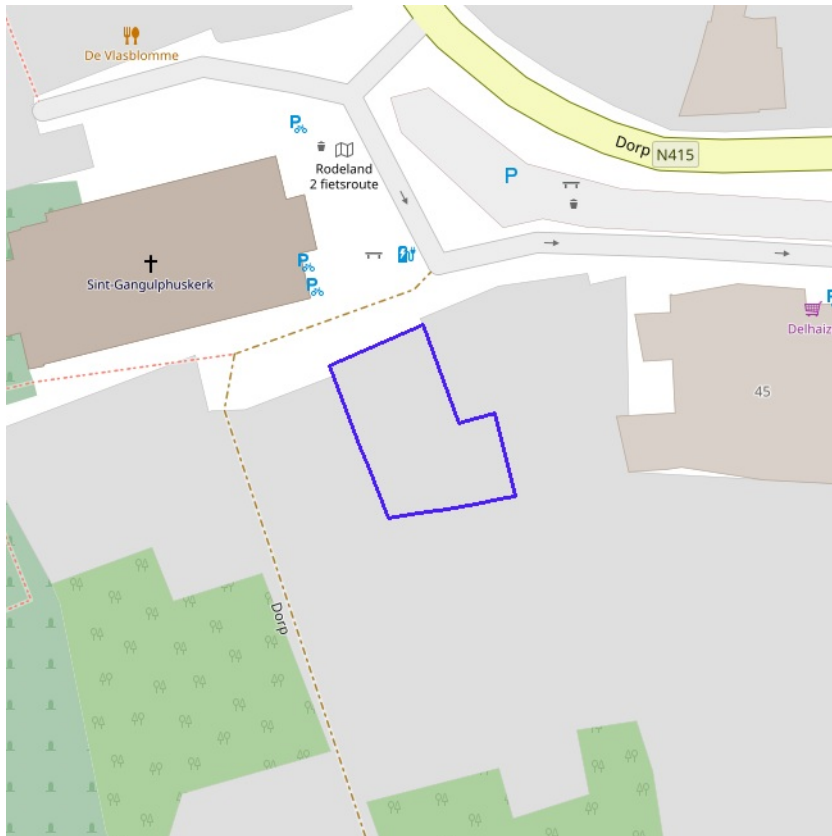 De Vlasblomme
P
Rodeland
2 fietsroute
Dorp
N415
P
Sint-Gangulphuskerk
P
P
P
Delhaiz
45
Dorp